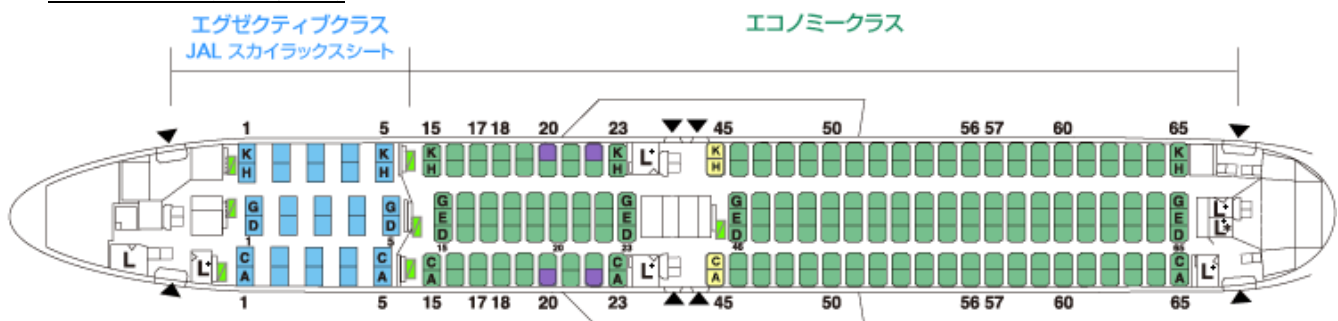 エグゼクティブクラス エコノミークラス
JAL スカイラックスシート
1 5 15 17 18 20 23 45 50 56 57 60 65
K K K K K K
H H H H L+ H H
G G G G G G L+
D D E E E E L*
D D D D
1 5 15 20 23 46 65
L L+ C C C C L+ C C L+
A A A A A A
1 5 15 17 18 20 23 45 50 56 57 60 65